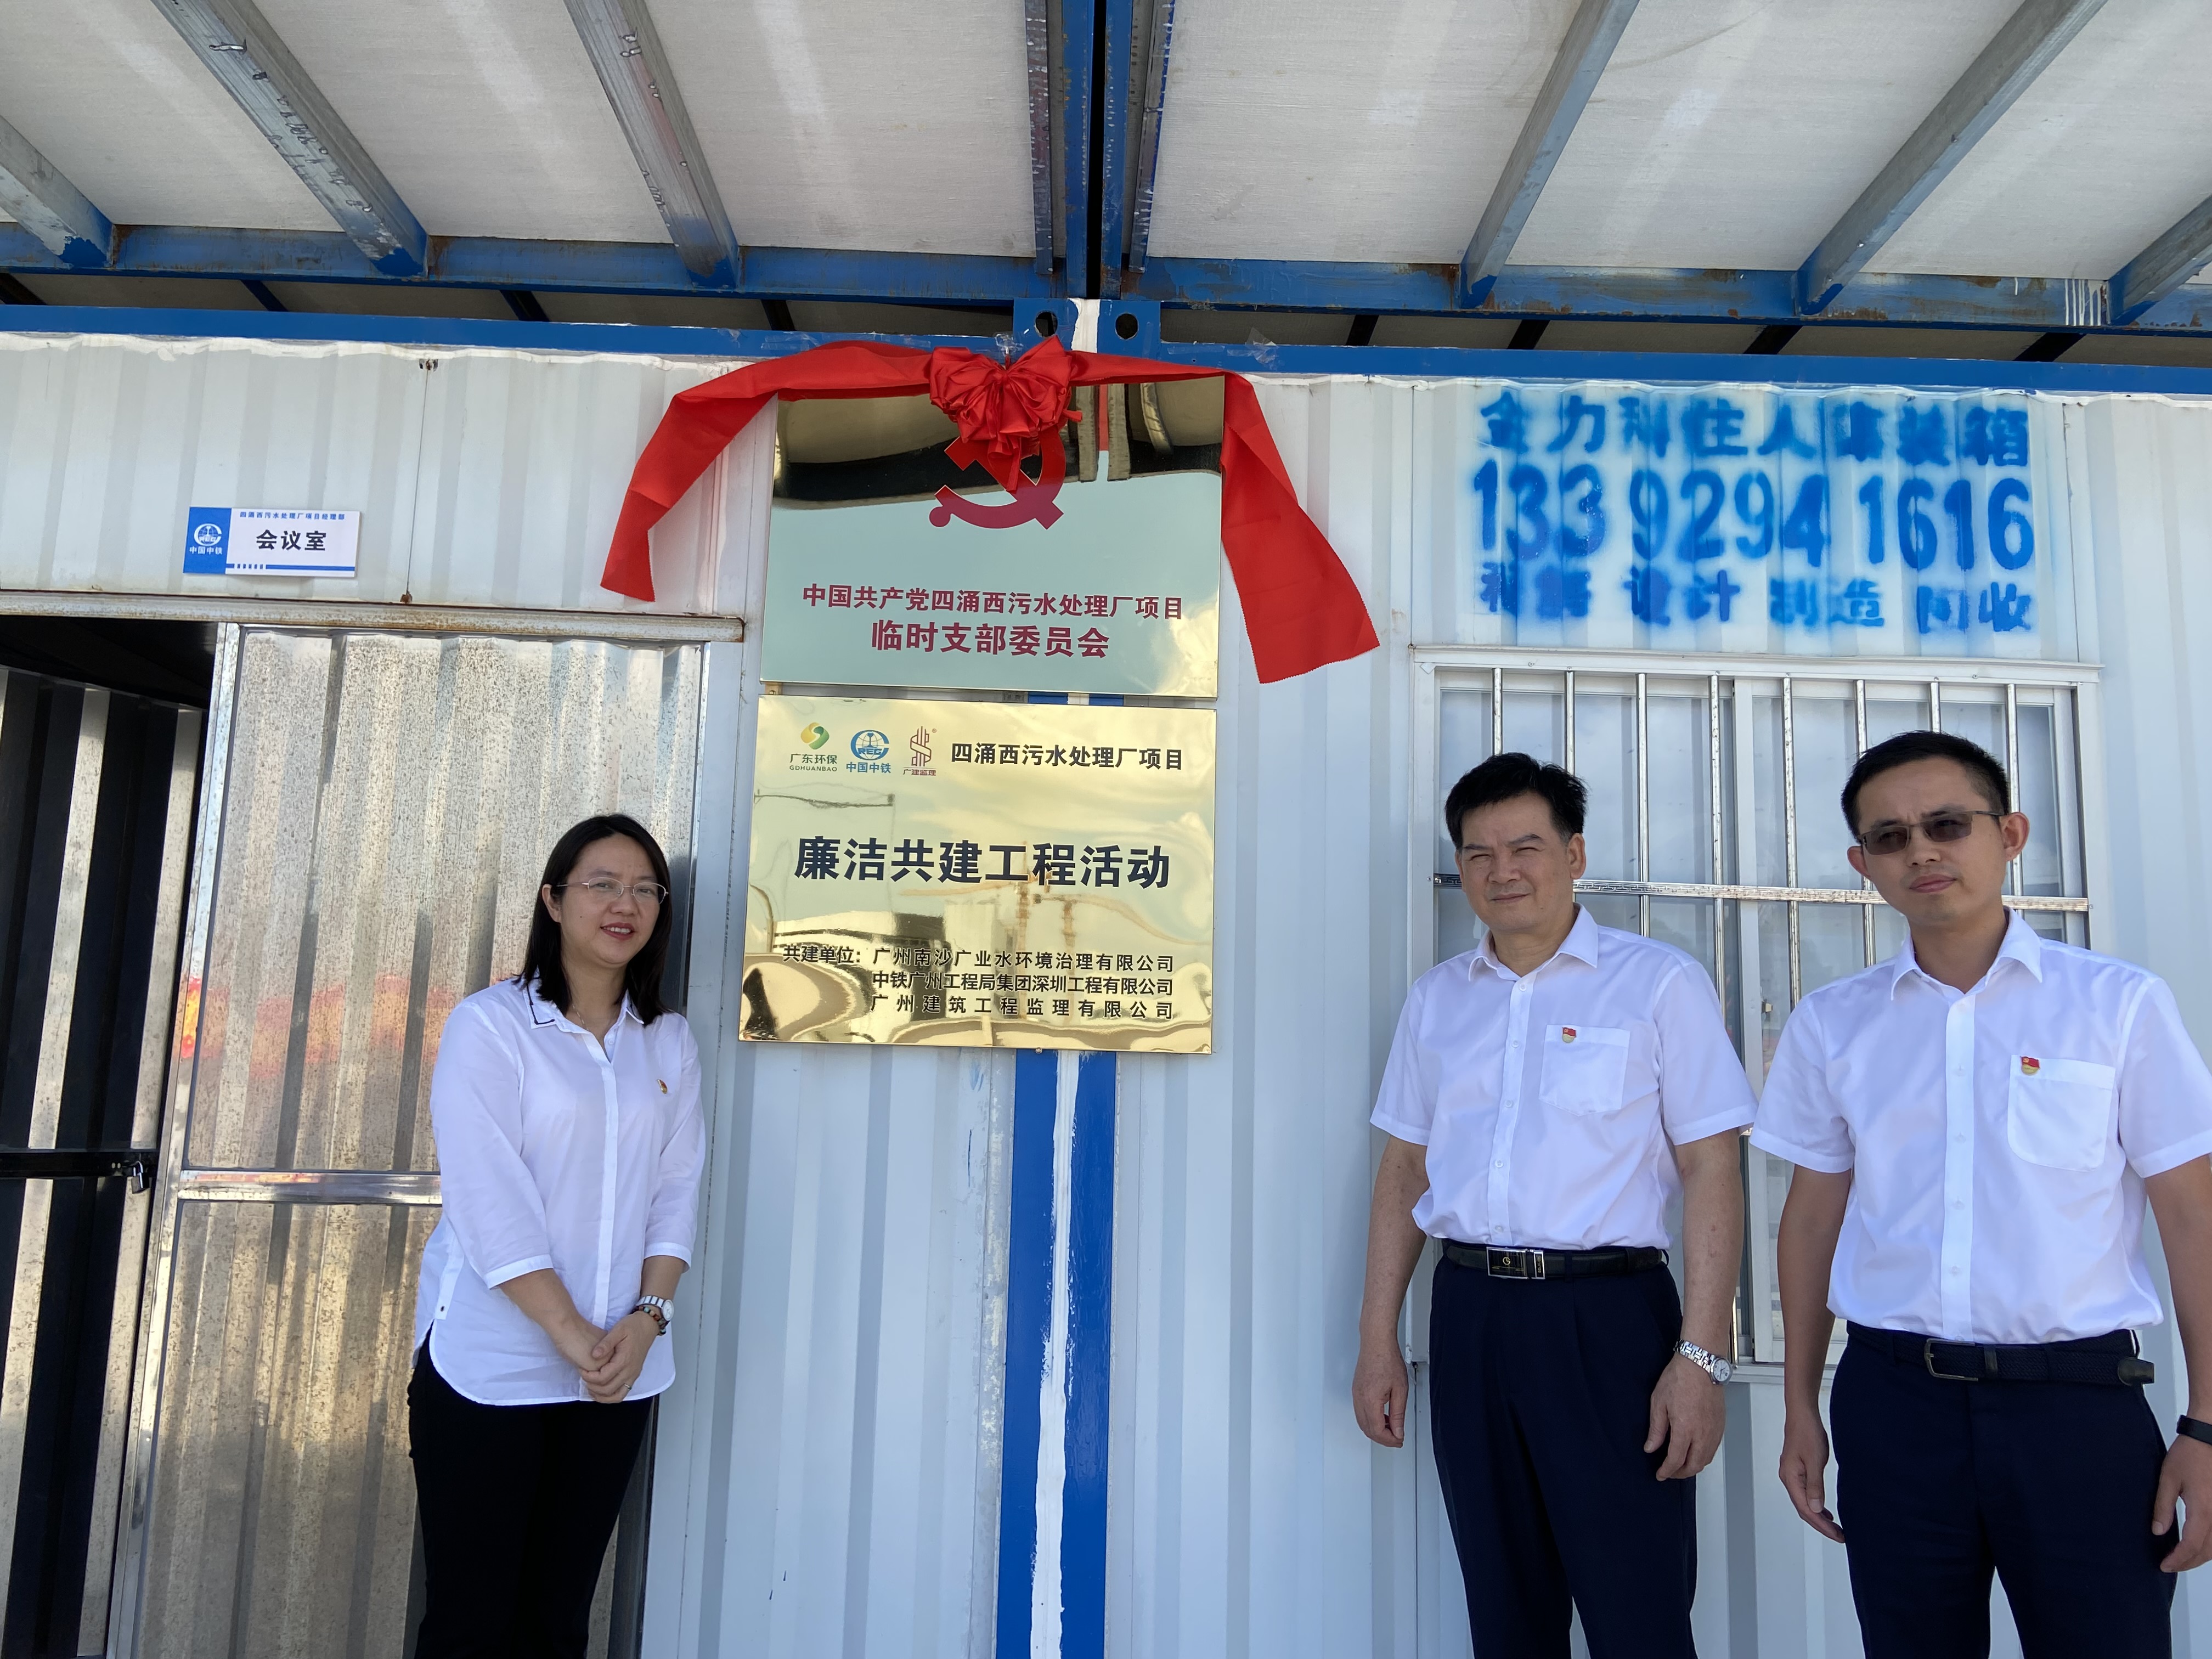 四涌西污水处理厂项目经理部
中国中铁
会议室
中国共产党四涌西污水处理厂项目
临时支部委员会
广东环保
GDHUANBAO
CREC
中国中铁
广建监理
四涌西污水处理厂项目
廉洁共建工程活动
共建单位：广州南沙广业水环境治理有限公司
中铁广州工程局集团深圳工程有限公司
广州建筑工程监理有限公司
力科住人集装箱
133 9294 1616
设计 制造 回收